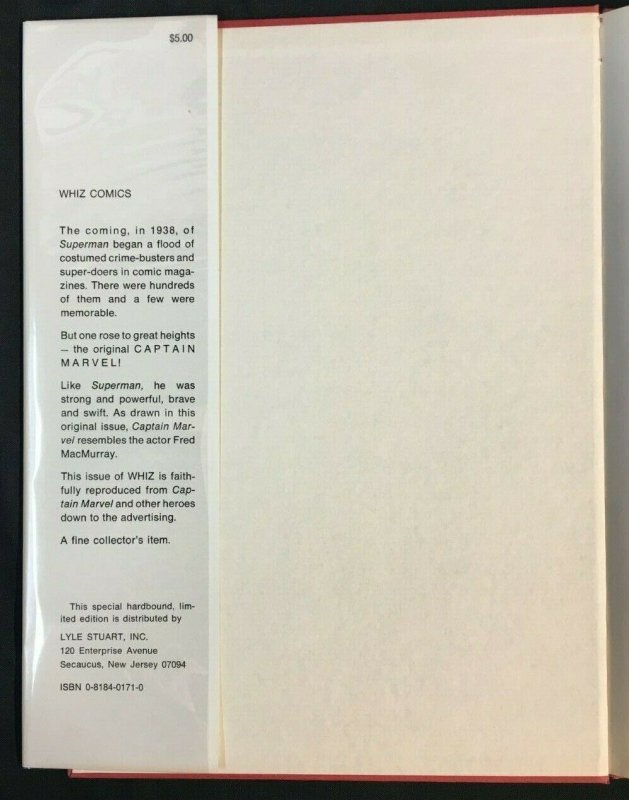 $5.00
WHIZ COMICS
The coming, in 1938, of
Superman began a flood of
costumed crime-busters and
super-doers in comic maga-
zines. There were hundreds
of them and a few were
memorable.
But one rose to great heights
— the original CAPTAIN
MARVEL!
Like Superman, he was
strong and powerful, brave
and swift. As drawn in this
original issue, Captain Mar-
vel resembles the actor Fred
MacMurray.
This issue of WHIZ is faith-
fully reproduced from Cap-
tain Marvel and other heroes
down to the advertising.
A fine collector's item.
This special hardbound, lim-
ited edition is distributed by
LYLE STUART, INC.
120 Enterprise Avenue
Secaucus, New Jersey 07094
ISBN 0-8184-0171-0